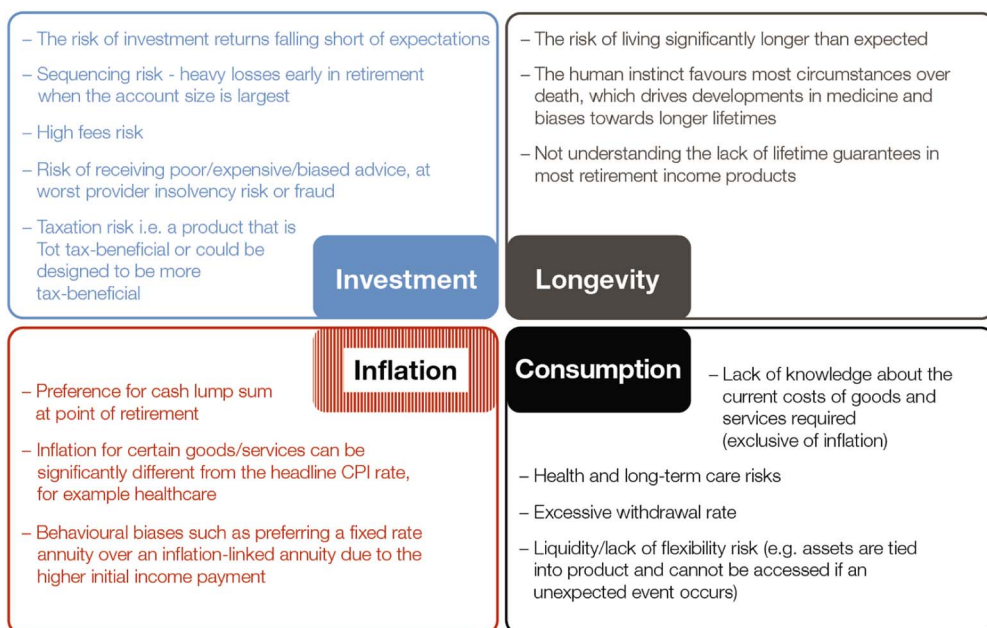 – The risk of investment returns falling short of expectations
– Sequencing risk - heavy losses early in retirement
when the account size is largest
– High fees risk
– Risk of receiving poor/expensive/biased advice, at
worst provider insolvency risk or fraud
– Taxation risk i.e. a product that is
Tot tax-beneficial or could be
designed to be more
tax-beneficial
Investment
– The risk of living significantly longer than expected
– The human instinct favours most circumstances over
death, which drives developments in medicine and
biases towards longer lifetimes
– Not understanding the lack of lifetime guarantees in
most retirement income products
Longevity
Inflation
– Preference for cash lump sum
at point of retirement
– Inflation for certain goods/services can be
significantly different from the headline CPI rate,
for example healthcare
– Behavioural biases such as preferring a fixed rate
annuity over an inflation-linked annuity due to the
higher initial income payment
Consumption
– Lack of knowledge about the
current costs of goods and
services required
(exclusive of inflation)
– Health and long-term care risks
– Excessive withdrawal rate
– Liquidity/lack of flexibility risk (e.g. assets are tied
into product and cannot be accessed if an
unexpected event occurs)